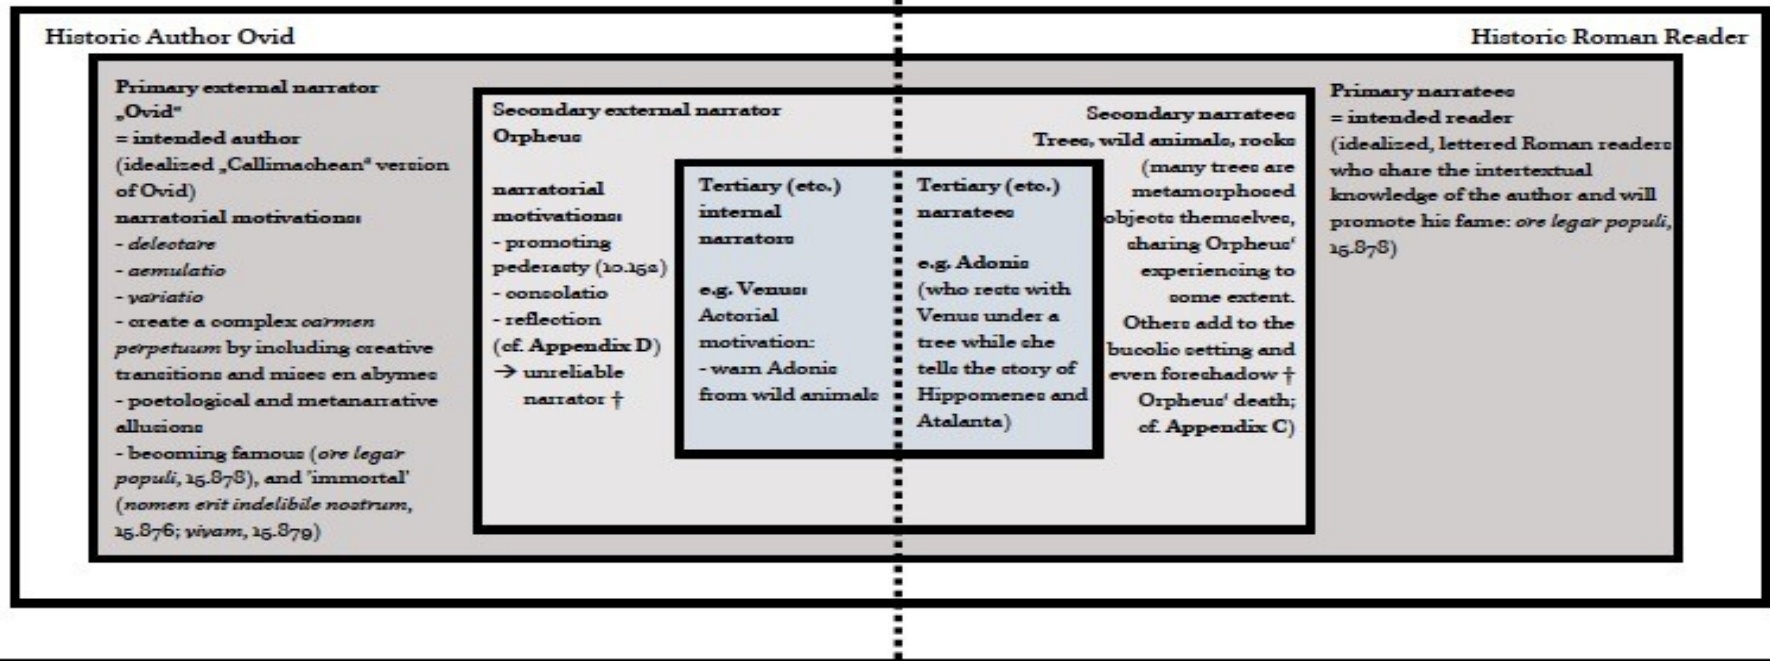 Historic Author Ovid
Historic Roman Reader
Primary external narrator
„Ovid“
= intended author
(idealized „Callimachean“ version
of Ovid)
narratorial motivations:
- delectare
- aemulatio
- variatio
- create a complex carmen
perpetuum by including creative
transitions and mises en abymes
- poetological and metanarrative
allusions
- becoming famous (ore legar
populi, 15.878), and 'immortal'
(nomen erit indelibile nostrum,
15.876; vivam, 15.879)
Secondary external narrator
Orpheus
narratorial
motivations:
- promoting
pederasty (10.152)
- consolatio
- reflection
(cf. Appendix D)
→ unreliable
narrator †
Tertiary (etc.)
internal
narrators
e.g. Venus:
Actorial
motivation:
- warn Adonis
from wild animals
Tertiary (etc.)
narratees
e.g. Adonis
(who rests with
Venus under a
tree while she
tells the story of
Hippomenes and
Atalanta)
Secondary narratees
Trees, wild animals, rocks
(many trees are
metamorphosed
objects themselves,
sharing Orpheus‘
experiencing to
some extent.
Others add to the
bucolic setting and
even foreshadow †
Orpheus‘ death;
cf. Appendix C)
Primary narratees
= intended reader
(idealized, lettered Roman readers
who share the intertextual
knowledge of the author and will
promote his fame: ore legar populi,
15.878)